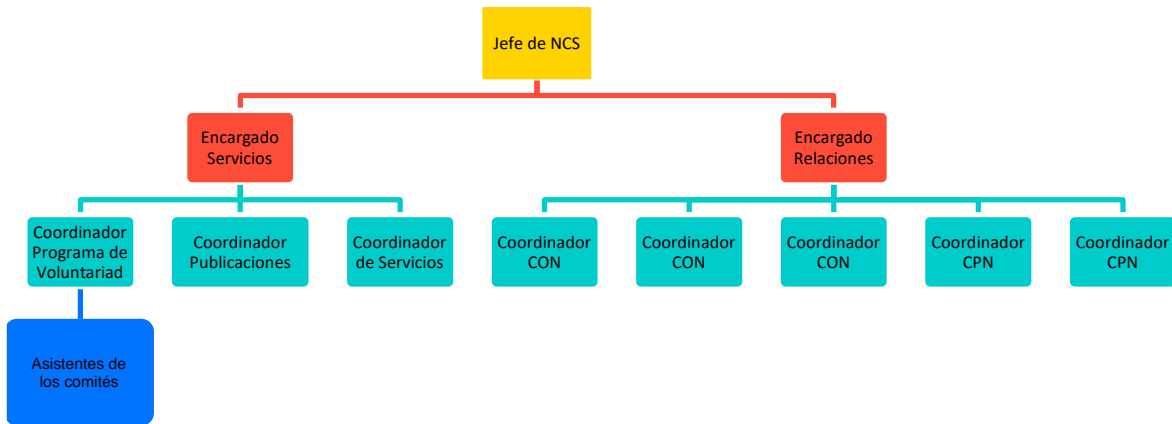 Jefe de NCS
Encargado
Servicios
Encargado
Relaciones
Coordinador
Programa de
Voluntariad
Coordinador
Publicaciones
Coordinador
de Servicios
Coordinador
CON
Coordinador
CON
Coordinador
CON
Coordinador
CPN
Coordinador
CPN
Asistentes de
los comités